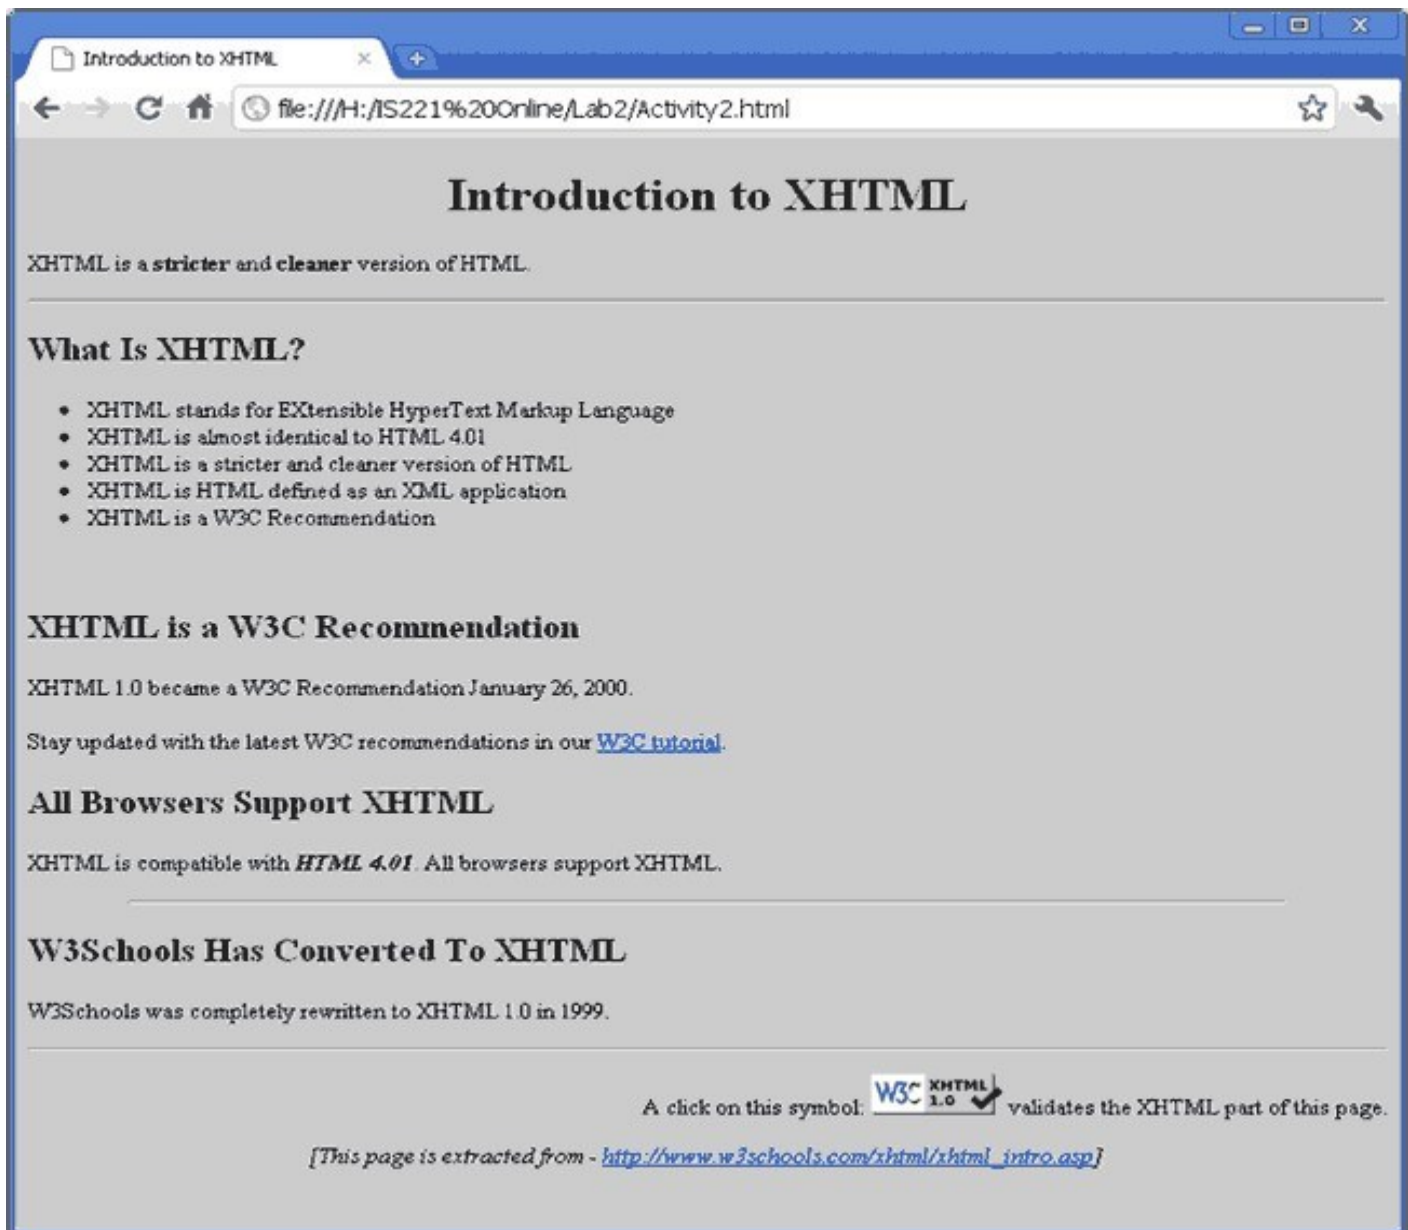 Introduction to XHTML
file:///H:/IS221%20Online/Lab2/Activity2.html
Introduction to XHTML
XHTML is a stricter and cleaner version of HTML.
What Is XHTML?
• XHTML stands for EXtensible HyperText Markup Language
• XHTML is almost identical to HTML 4.01
• XHTML is a stricter and cleaner version of HTML
• XHTML is HTML defined as an XML application
• XHTML is a W3C Recommendation
XHTML is a W3C Recommendation
XHTML 1.0 became a W3C Recommendation January 26, 2000.
Stay updated with the latest W3C recommendations in our W3C tutorial.
All Browsers Support XHTML
XHTML is compatible with HTML 4.01. All browsers support XHTML.
W3Schools Has Converted To XHTML
W3Schools was completely rewritten to XHTML 1.0 in 1999.
A click on this symbol: W3C XHTML 1.0 validates the XHTML part of this page.
[This page is extracted from - http://www.w3schools.com/xhtml/xhtml_intro.asp]